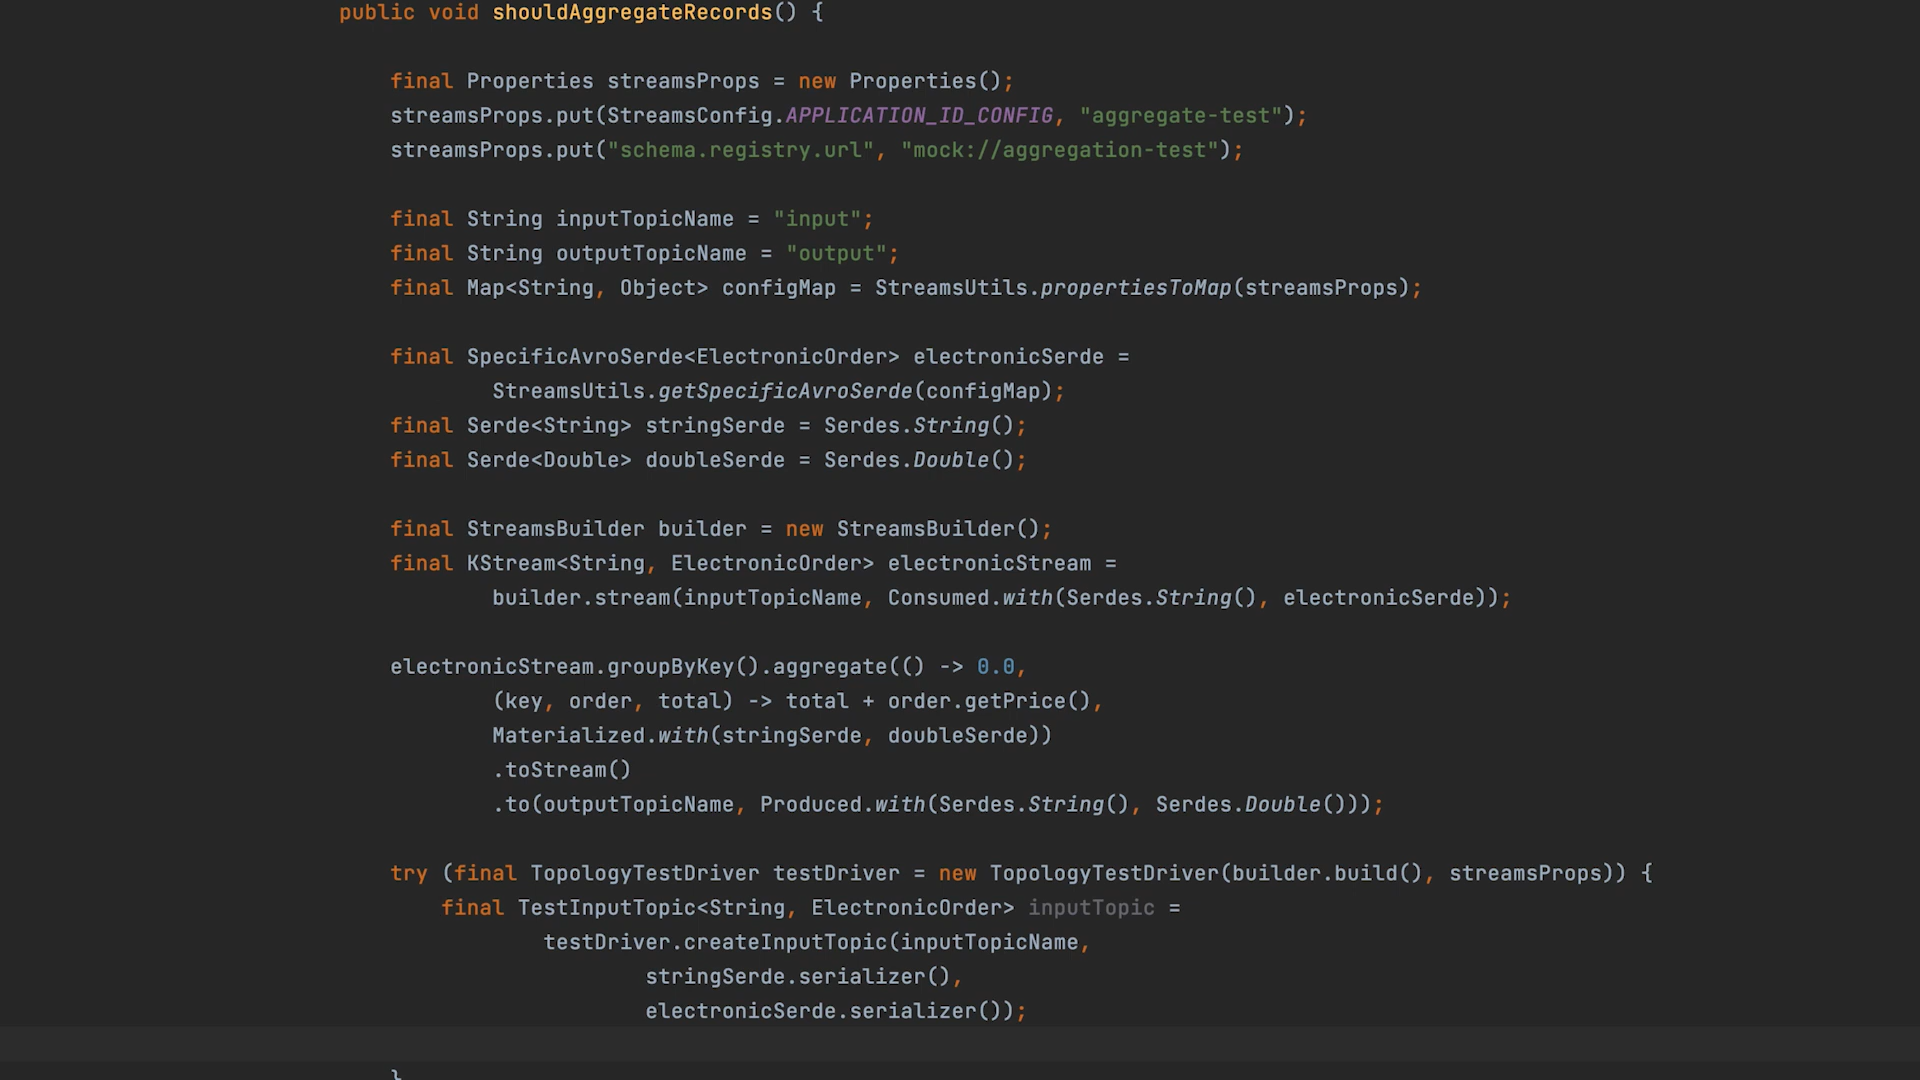 public void shouldAggregateRecords() {
final Properties streamsProps = new Properties();
streamsProps.put(StreamsConfig.APPLICATION_ID_CONFIG, "aggregate-test");
streamsProps.put("schema.registry.url", "mock://aggregation-test");
final String inputTopicName = "input";
final String outputTopicName = "output";
final Map<String, Object> configMap = StreamsUtils.propertiesToMap(streamsProps);
final SpecificAvroSerde<ElectronicOrder> electronicSerde =
StreamsUtils.getSpecificAvroSerde(configMap);
final Serde<String> stringSerde = Serdes.String();
final Serde<Double> doubleSerde = Serdes.Double();
final StreamsBuilder builder = new StreamsBuilder();
final KStream<String, ElectronicOrder> electronicStream =
builder.stream(inputTopicName, Consumed.with(Serdes.String(), electronicSerde));
electronicStream.groupByKey().aggregate(() -> 0.0,
(key, order, total) -> total + order.getPrice(),
Materialized.with(stringSerde, doubleSerde))
.toStream()
.to(outputTopicName, Produced.with(Serdes.String(), Serdes.Double()));
try (final TopologyTestDriver testDriver = new TopologyTestDriver(builder.build(), streamsProps)) {
final TestInputTopic<String, ElectronicOrder> inputTopic =
testDriver.createInputTopic(inputTopicName,
stringSerde.serializer(),
electronicSerde.serializer());
}